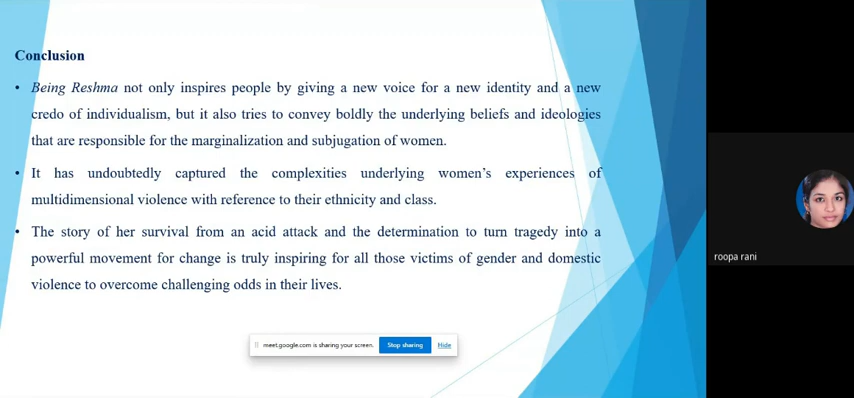 Conclusion
• Being Reshma not only inspires people by giving a new voice for a new identity and a new
credo of individualism, but it also tries to convey boldly the underlying beliefs and ideologies
that are responsible for the marginalization and subjugation of women.
• It has undoubtedly captured the complexities underlying women's experiences of
multidimensional violence with reference to their ethnicity and class.
• The story of her survival from an acid attack and the determination to turn tragedy into a
powerful movement for change is truly inspiring for all those victims of gender and domestic
violence to overcome challenging odds in their lives.
meet.google.com is sharing your screen. Stop sharing Hide
roopa rani